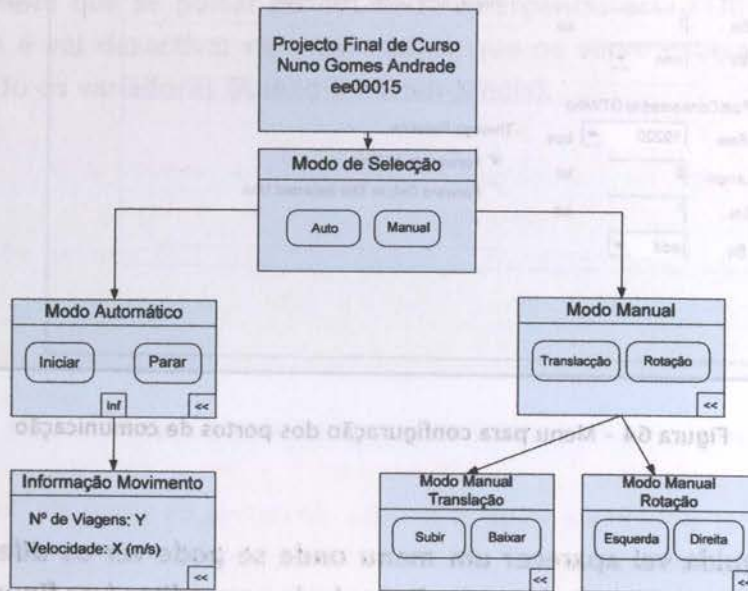 Projecto Final de Curso
Nuno Gomes Andrade
ee00015
Modo de Selecção
Auto
Manual
Modo Automático
Iniciar
Parar
Inf
<<
Modo Manual
Translacção
Rotação
<<
Informação Movimento
Nº de Viagens: Y
Velocidade: X (m/s)
<<
Modo Manual
Translação
Subir
Baixar
<<
Modo Manual
Rotação
Esquerda
Direita
<<
Figura 64 - Menu para configuração dos portos de comunicação